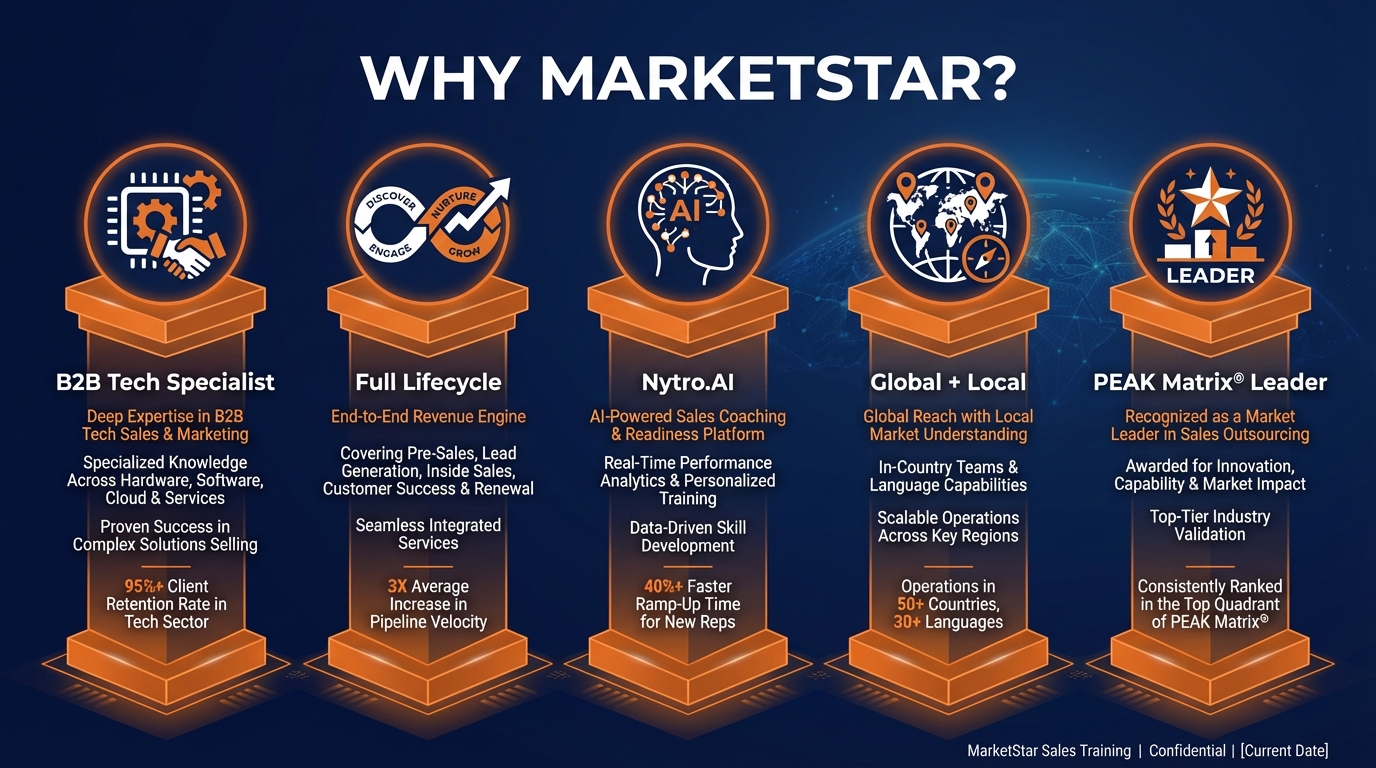 WHY MARKETSTAR?
DISCOVER
NURTURE
ENGAGE
GROW
AI
LEADER
B2B Tech Specialist
Deep Expertise in B2B
Tech Sales & Marketing
Specialized Knowledge
Across Hardware, Software,
Cloud & Services
Proven Success in
Complex Solutions Selling
95%+ Client
Retention Rate in
Tech Sector
Full Lifecycle
End-to-End Revenue Engine
Covering Pre-Sales, Lead
Generation, Inside Sales,
Customer Success & Renewal
Seamless Integrated
Services
3X Average
Increase in
Pipeline Velocity
Nytro.AI
AI-Powered Sales Coaching
& Readiness Platform
Real-Time Performance
Analytics & Personalized
Training
Data-Driven Skill
Development
40%+ Faster
Ramp-Up Time
for New Reps
Global + Local
Global Reach with Local
Market Understanding
In-Country Teams &
Language Capabilities
Scalable Operations
Across Key Regions
Operations in
50+ Countries,
30+ Languages
PEAK Matrix® Leader
Recognized as a Market
Leader in Sales Outsourcing
Awarded for Innovation,
Capability & Market Impact
Top-Tier Industry
Validation
Consistently Ranked
in the Top Quadrant
of PEAK Matrix®
MarketStar Sales Training | Confidential | [Current Date]